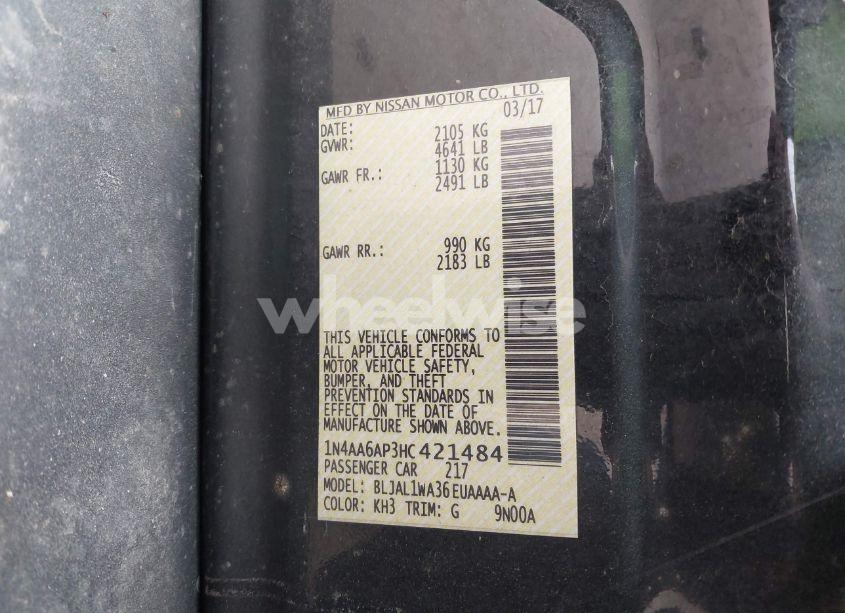 MFD BY NISSAN MOTOR CO., LTD.
03/17
DATE:
GVWR: 2105 KG
4641 LB
GAWR FR.: 1130 KG
2491 LB
GAWR RR.: 990 KG
2183 LB
wheelwise
THIS VEHICLE CONFORMS TO
ALL APPLICABLE FEDERAL
MOTOR VEHICLE SAFETY,
BUMPER, AND THEFT
PREVENTION STANDARDS IN
EFFECT ON THE DATE OF
MANUFACTURE SHOWN ABOVE.
1N4AA6AP3HC421484
PASSENGER CAR 217
MODEL: BLJAL1WA36EUAAAA-A
COLOR: KH3 TRIM: G 9N00A